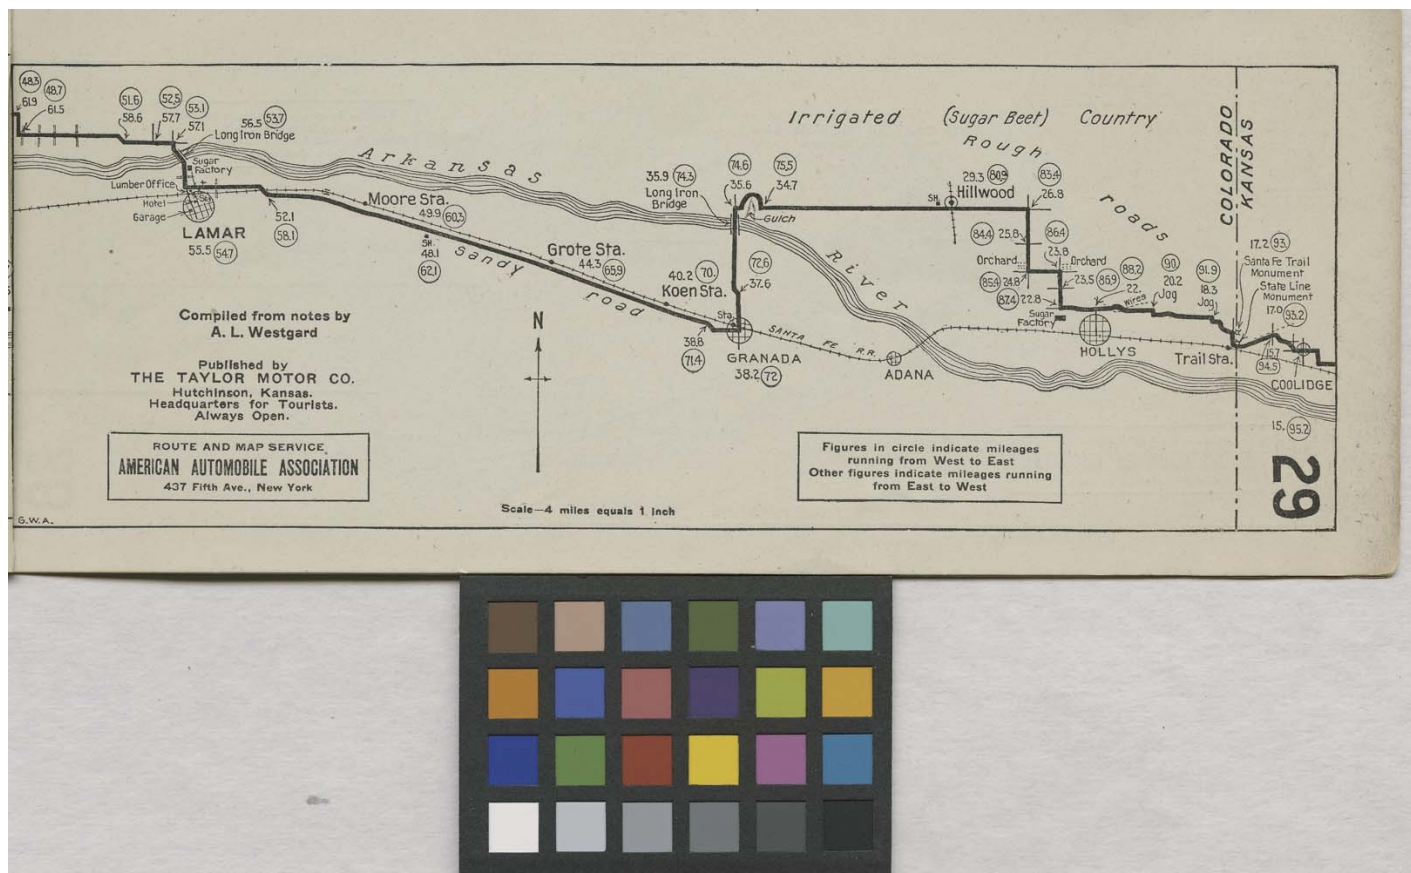 48.3
61.9
48.7
61.5
51.6
58.6
52.5
57.7
53.1
57.1
56.5 53.7
Long Iron Bridge
Sugar
Factory
Lumber Office
Hotel
Garage
Sta.
LAMAR
55.5 54.7
52.1
58.1
Arkansas
River
Moore Sta.
49.9 60.3
SH.
48.1
62.1
Sandy
road
Grote Sta.
44.3 65.9
40.2 70.
Koen Sta.
Sta.
38.8
71.4
GRANADA
38.2 72
72.6
37.6
35.9 74.3
Long Iron
Bridge
74.6
35.6
75.5
34.7
Gulch
SANTA FE R.R.
ADANA
Irrigated (Sugar Beet) Country
Rough
roads
29.3 80.9
SH.
Hillwood
83.4
26.8
84.4 25.8
Orchard
85.4 24.8
86.4
23.8
Orchard
23.5 86.9
87.4 22.8
Sugar
Factory
88.2
22.
HOLLYS
Wires
90.
20.2
Jog
91.9
18.3
Jog
COLORADO
KANSAS
17.2 93.
Santa Fe Trail
Monument
State Line
Monument
17.0 93.2
Trail Sta.
15.7
94.5
COOLIDGE
15. 95.2
Compiled from notes by
A. L. Westgard
Published by
THE TAYLOR MOTOR CO.
Hutchinson, Kansas.
Headquarters for Tourists.
Always Open.
ROUTE AND MAP SERVICE
AMERICAN AUTOMOBILE ASSOCIATION
437 Fifth Ave., New York
N
Scale—4 miles equals 1 Inch
Figures in circle indicate mileages
running from West to East
Other figures indicate mileages running
from East to West
29
G.W.A.